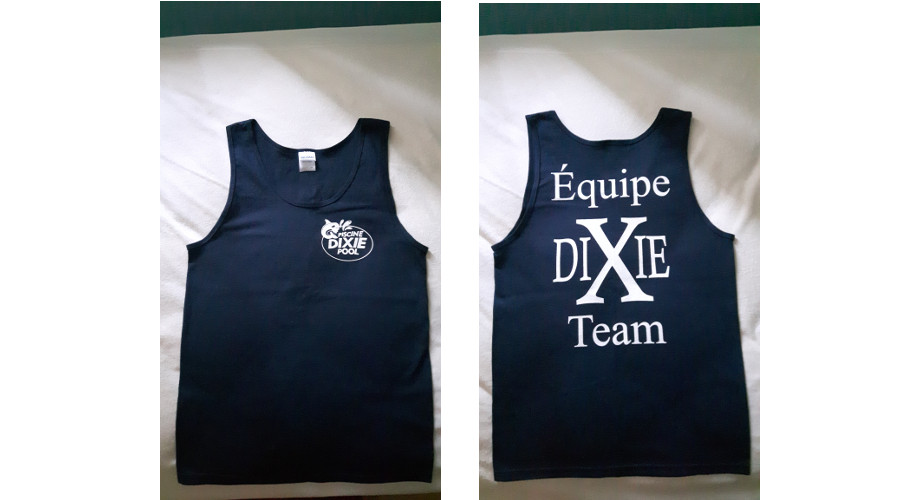 PISCINE
DIXIE
POOL
Équipe
DIXIE
Team